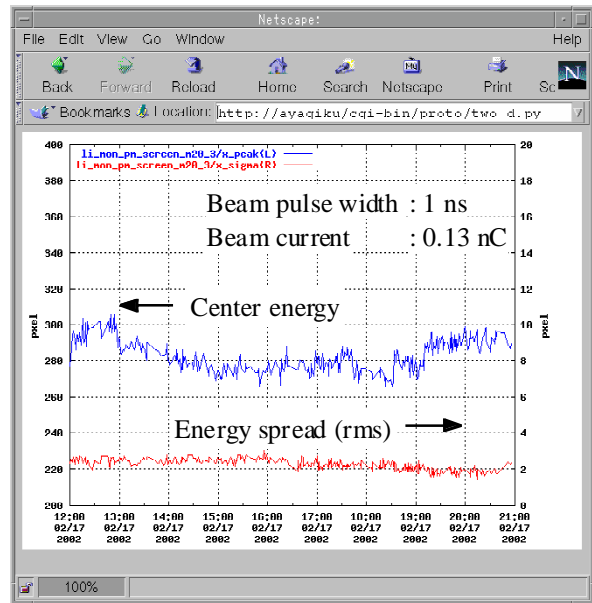 Netscape:
File Edit View Go Window Help
Back Forward Reload Home Search Netscape Print Sc
N
Bookmarks Location: http://ayaqiku/cgi-bin/proto/two_d.py
li_mon_pm_screen_m20_3/x_peak(L)
li_mon_pm_screen_m20_3/x_sigma(R)
Beam pulse width : 1 ns
Beam current : 0.13 nC
Center energy
Energy spread (rms)
400
380
360
340
320
300
280
260
240
220
200
pxel
20
18
16
14
12
10
8
6
4
2
0
pxel
12:00 13:00 14:00 15:00 16:00 17:00 18:00 19:00 20:00 21:00
02/17 02/17 02/17 02/17 02/17 02/17 02/17 02/17 02/17 02/17
2002 2002 2002 2002 2002 2002 2002 2002 2002 2002
100%